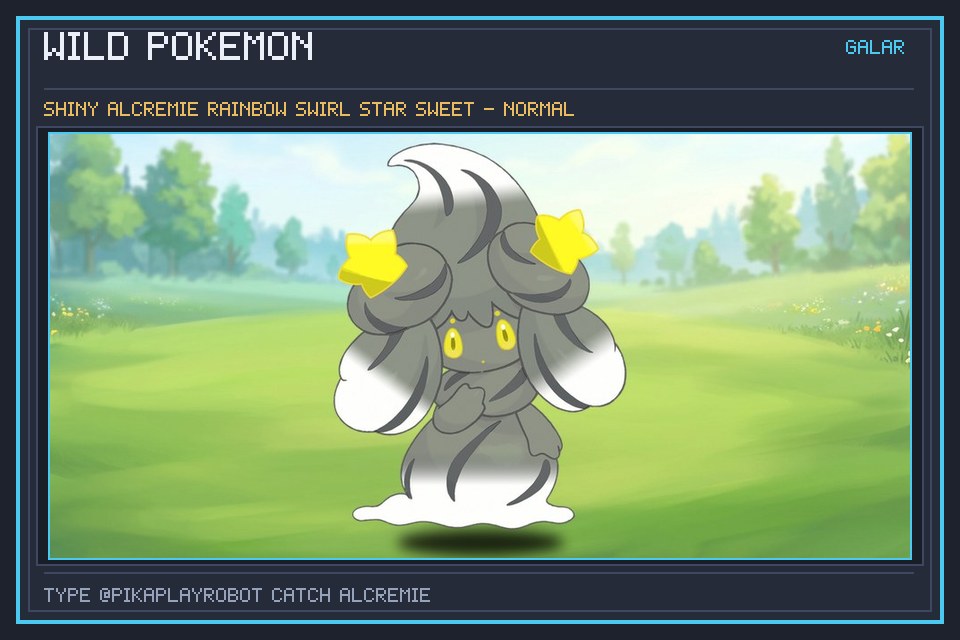 WILD POKEMON
GALAR
SHINY ALCREMIE RAINBOW SWIRL STAR SWEET - NORMAL
TYPE @PIKAPLAYROBOT CATCH ALCREMIE